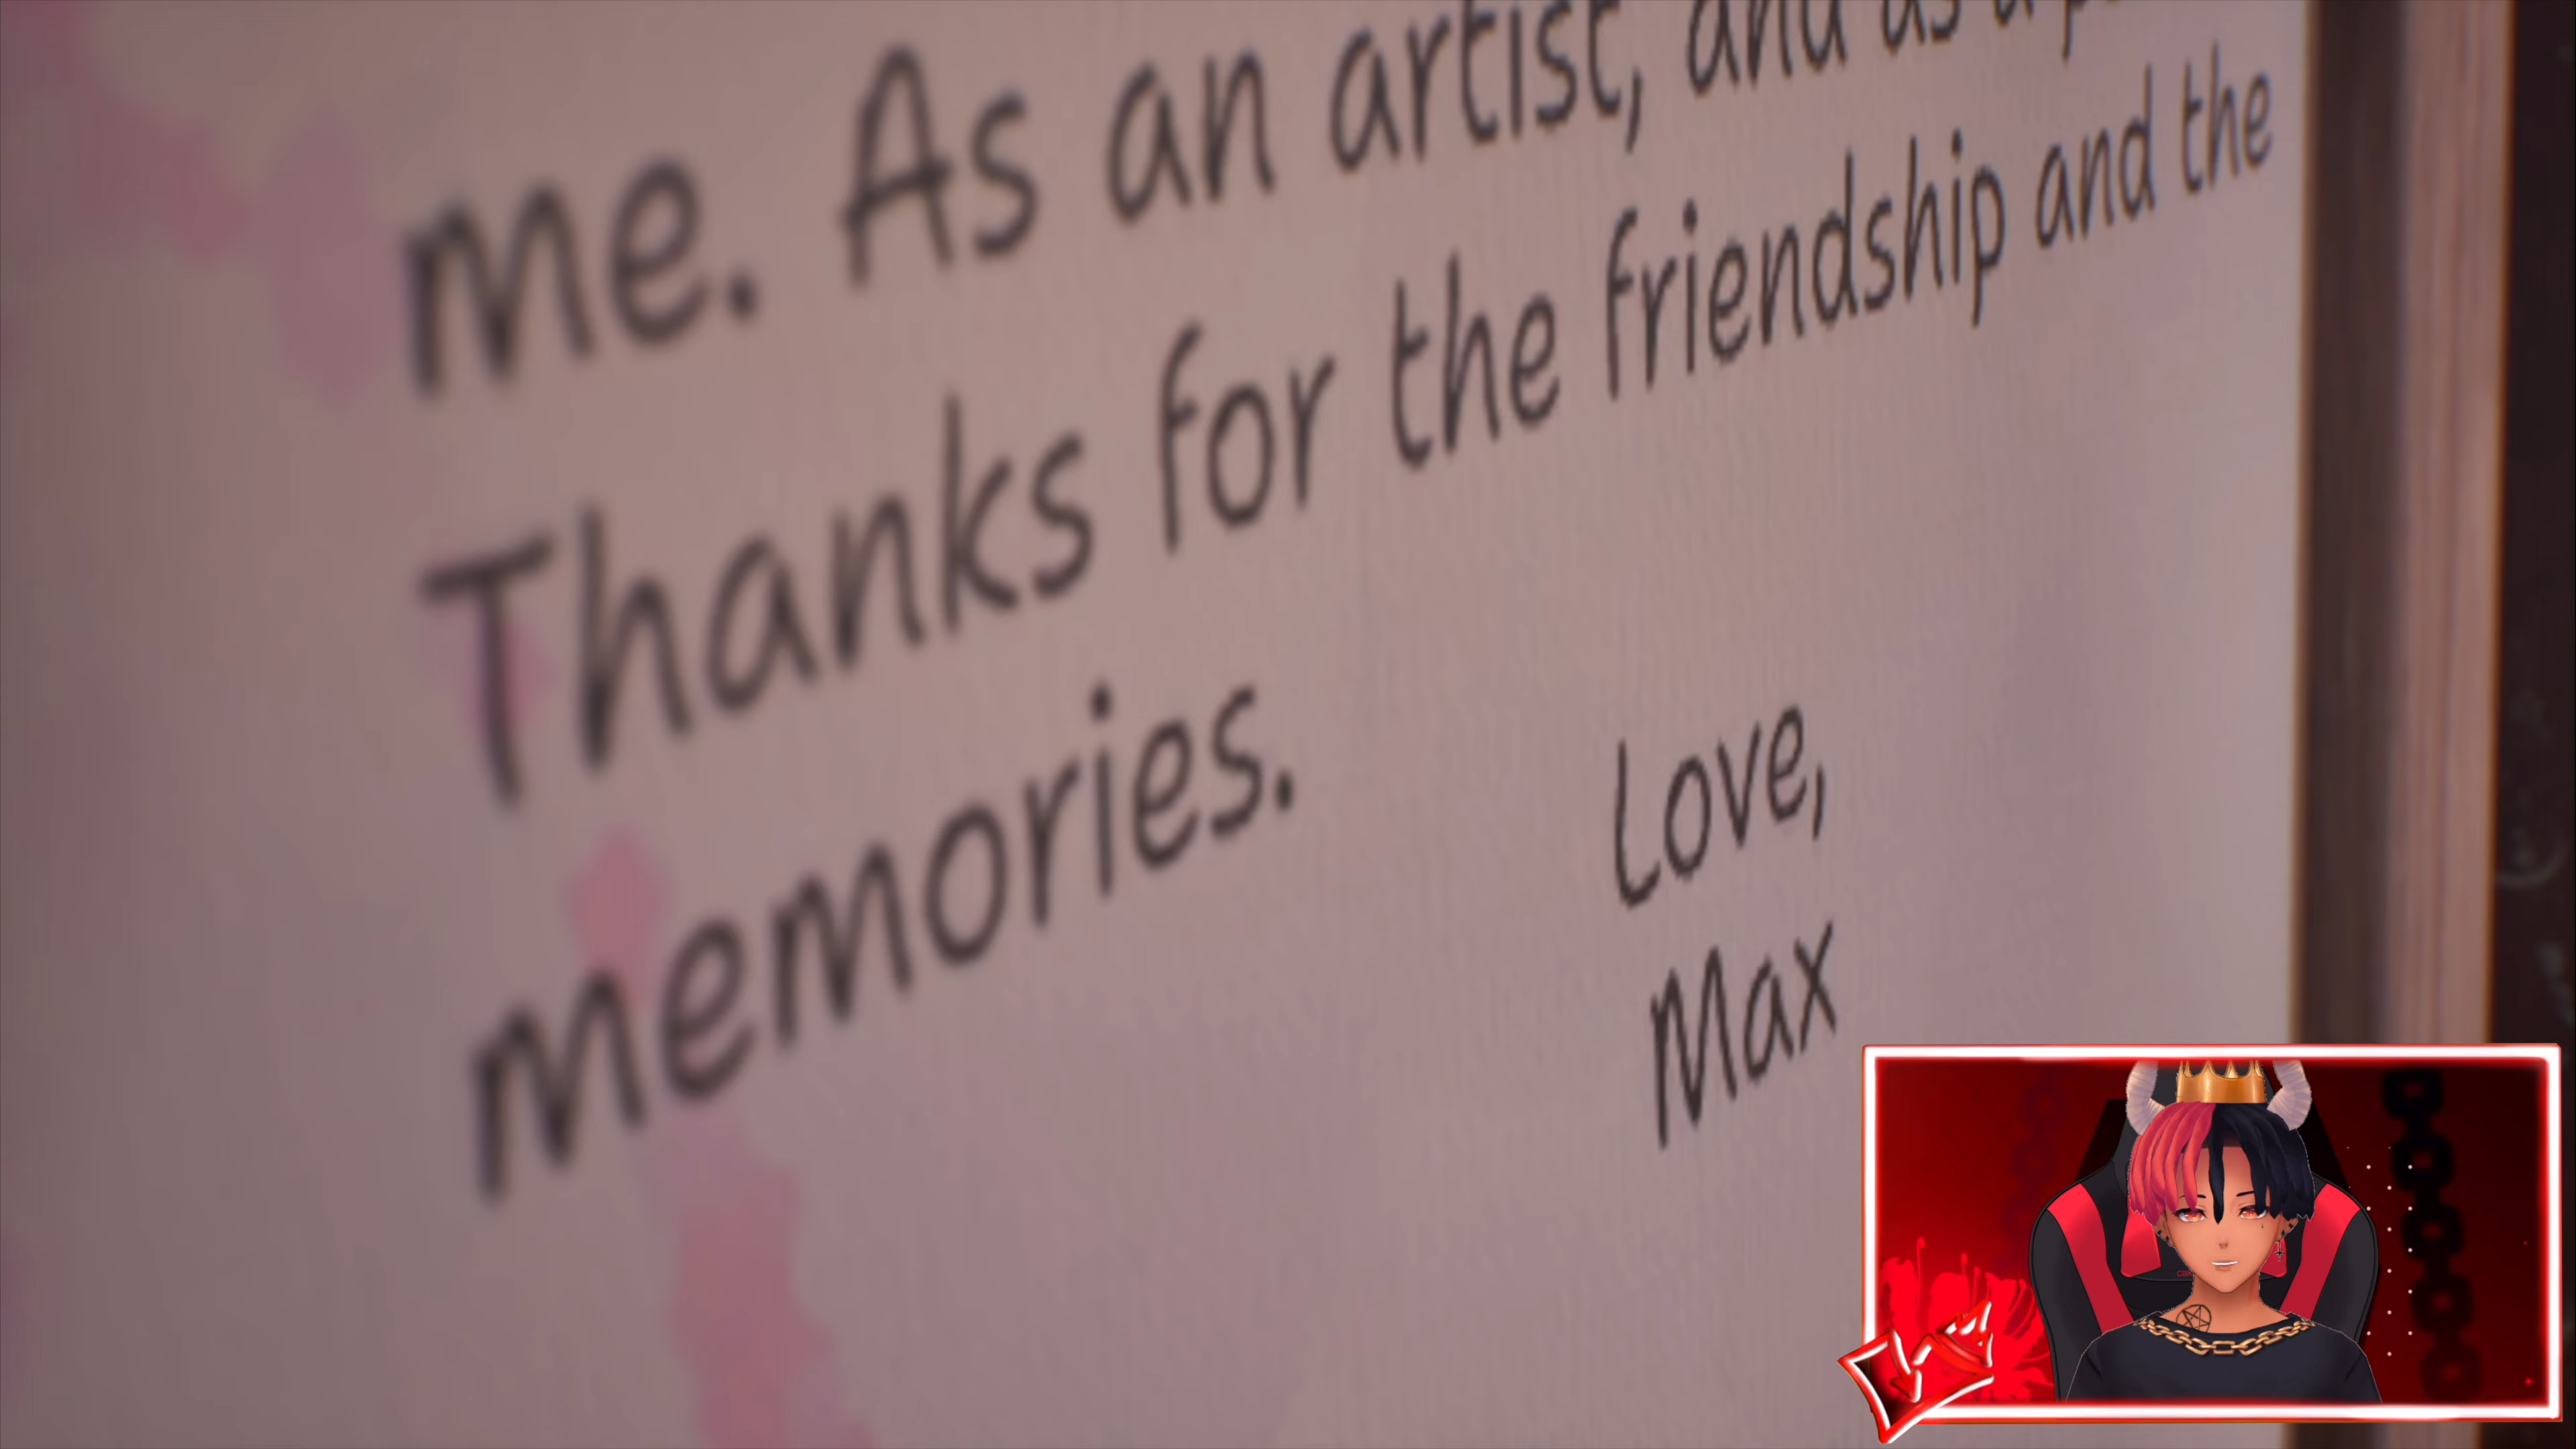 me. As an artist, and as a
Thanks for the friendship and the
memories.
Love,
Max